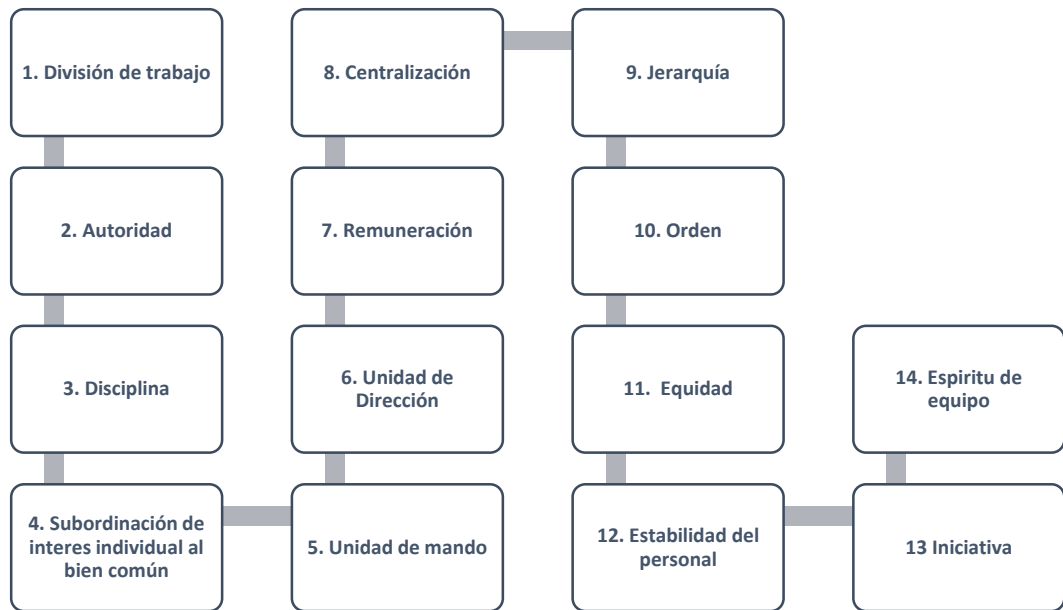 1. División de trabajo
2. Autoridad
3. Disciplina
4. Subordinación de
interes individual al
bien común
5. Unidad de mando
6. Unidad de
Dirección
7. Remuneración
8. Centralización
9. Jerarquía
10. Orden
11.  Equidad
12. Estabilidad del
personal
13 Iniciativa
14. Espiritu de
equipo